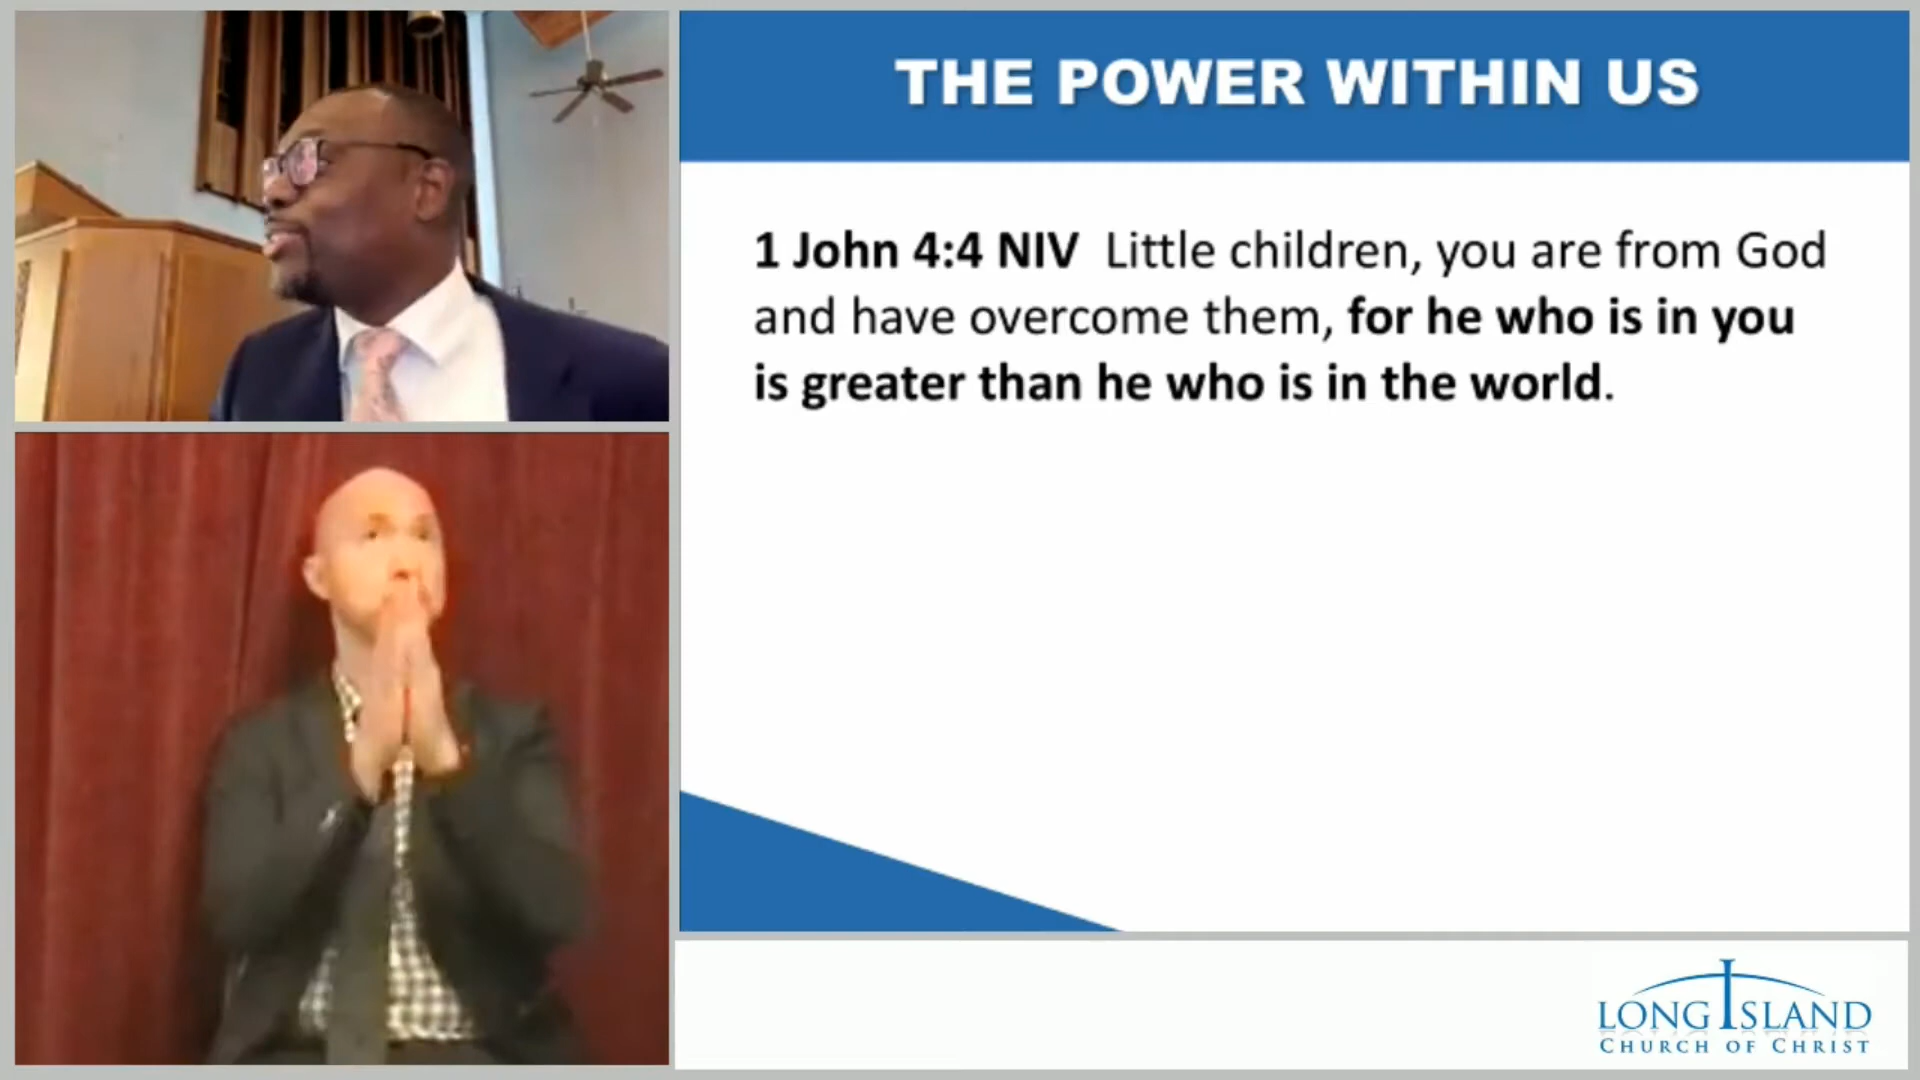 THE POWER WITHIN US
1 John 4:4 NIV Little children, you are from God
and have overcome them, for he who is in you
is greater than he who is in the world.
LONG ISLAND
CHURCH OF CHRIST